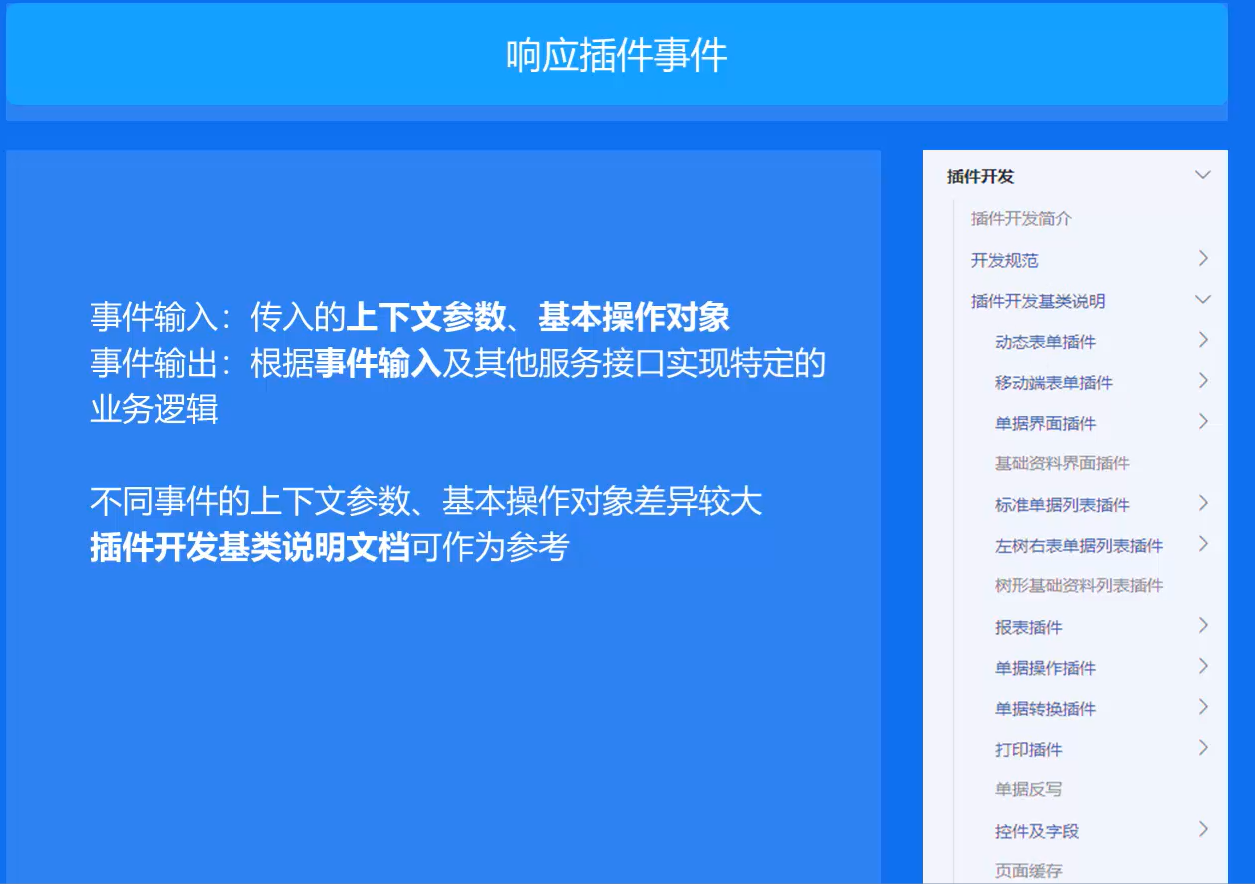 响应插件事件
事件输入：传入的上下文参数、基本操作对象
事件输出：根据事件输入及其他服务接口实现特定的
业务逻辑
不同事件的上下文参数、基本操作对象差异较大
插件开发基类说明文档可作为参考
插件开发
插件开发简介
开发规范
插件开发基类说明
动态表单插件
移动端表单插件
单据界面插件
基础资料界面插件
标准单据列表插件
左树右表单据列表插件
树形基础资料列表插件
报表插件
单据操作插件
单据转换插件
打印插件
单据反写
控件及字段
页面缓存